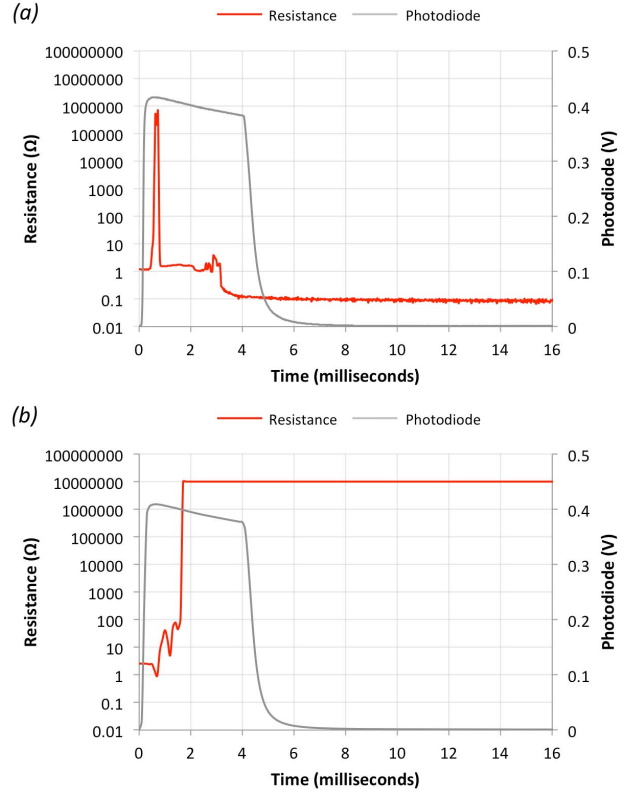 (a)
Resistance Photodiode
100000000 0.5
10000000
1000000 0.4
100000
10000 0.3
1000
100 0.2
10
1 0.1
0.1
0.01 0
Resistance (Ω)
Photodiode (V)
0 2 4 6 8 10 12 14 16
Time (milliseconds)
(b)
Resistance Photodiode
100000000 0.5
10000000
1000000 0.4
100000
10000 0.3
1000
100 0.2
10
1 0.1
0.1
0.01 0
Resistance (Ω)
Photodiode (V)
0 2 4 6 8 10 12 14 16
Time (milliseconds)